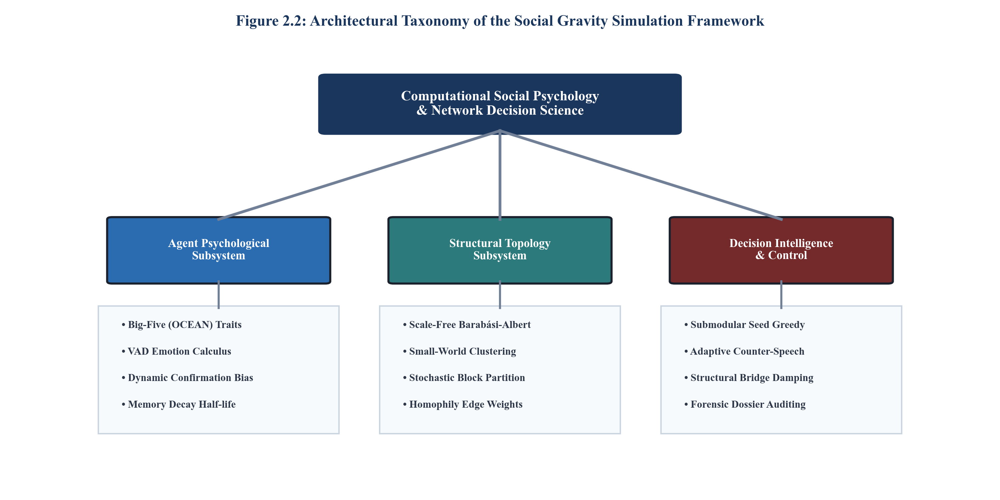 Figure 2.2: Architectural Taxonomy of the Social Gravity Simulation Framework
Computational Social Psychology
& Network Decision Science
Agent Psychological
Subsystem
Structural Topology
Subsystem
Decision Intelligence
& Control
• Big-Five (OCEAN) Traits
• VAD Emotion Calculus
• Dynamic Confirmation Bias
• Memory Decay Half-life
• Scale-Free Barabási-Albert
• Small-World Clustering
• Stochastic Block Partition
• Homophily Edge Weights
• Submodular Seed Greedy
• Adaptive Counter-Speech
• Structural Bridge Damping
• Forensic Dossier Auditing